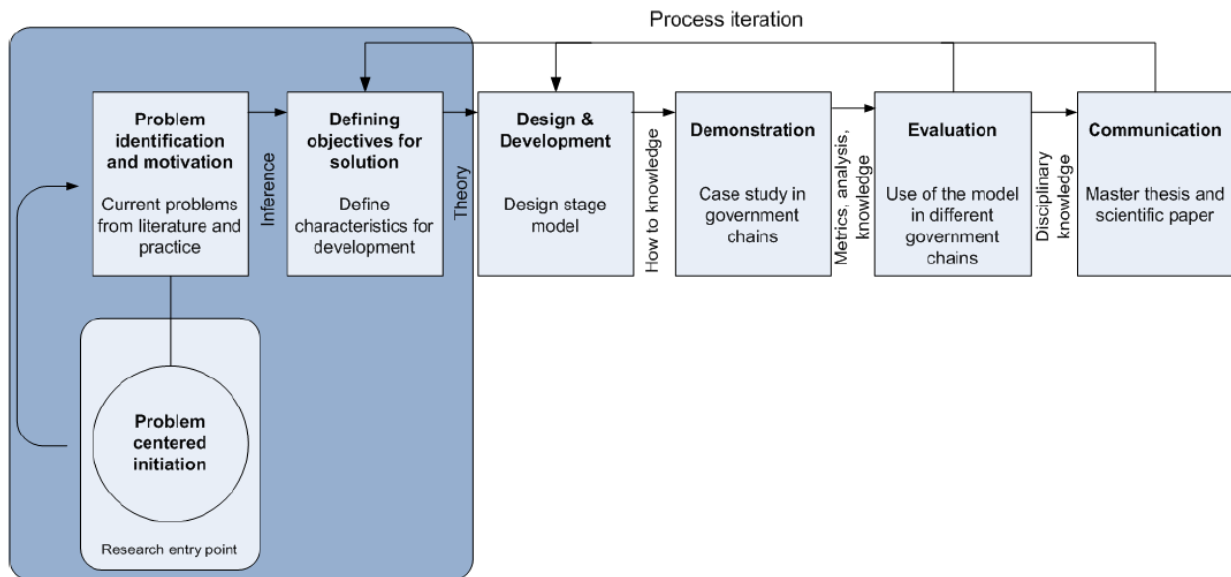 Process iteration
Problem
identification
and motivation
Current problems
from literature and
practice
Inference
Defining
objectives for
solution
Define
characteristics for
development
Theory
Design &
Development
Design stage
model
How to knowledge
Demonstration
Case study in
government
chains
Metrics, analysis,
knowledge
Evaluation
Use of the model
in different
government
chains
Disciplinary
knowledge
Communication
Master thesis and
scientific paper
Problem
centered
initiation
Research entry point